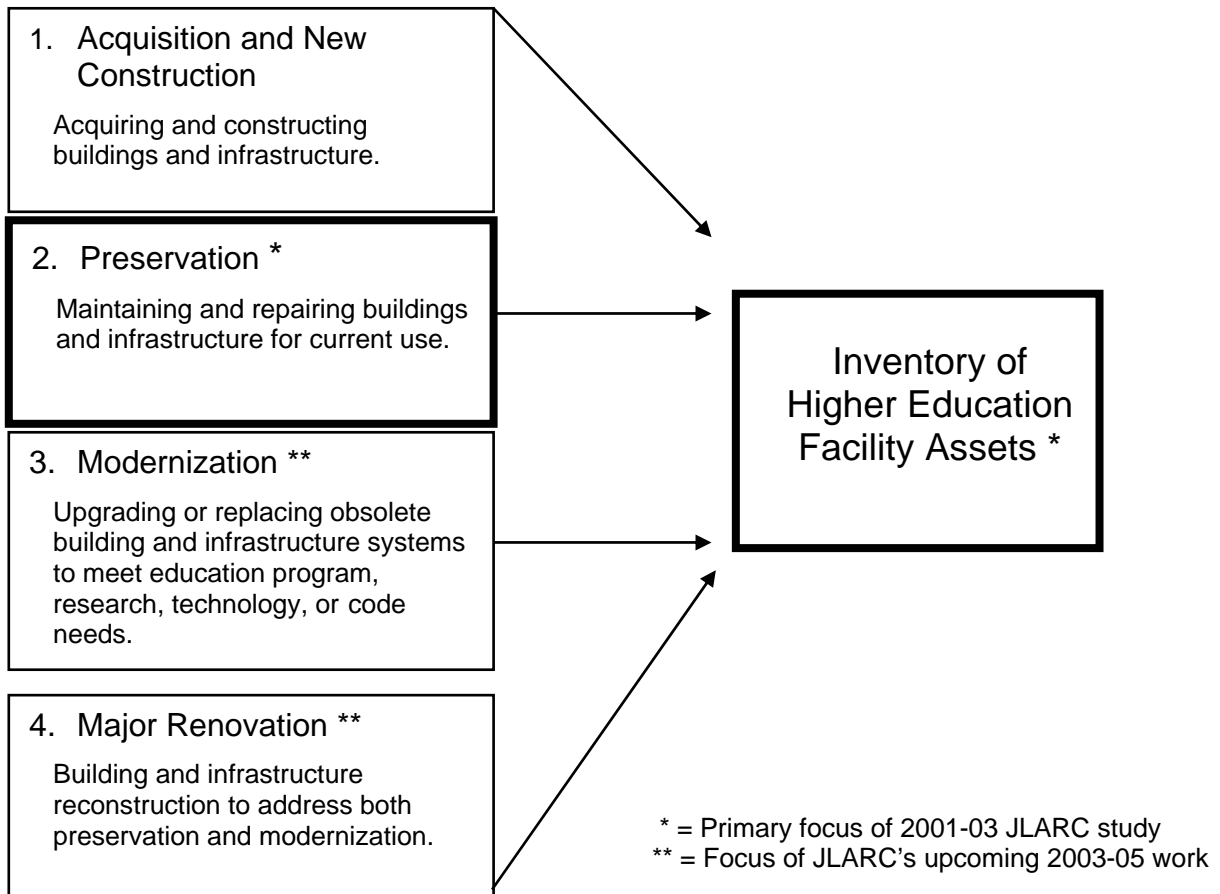 1. Acquisition and New
Construction
Acquiring and constructing
buildings and infrastructure.
2. Preservation *
Maintaining and repairing buildings
and infrastructure for current use.
3. Modernization **
Upgrading or replacing obsolete
building and infrastructure systems
to meet education program,
research, technology, or code
needs.
4. Major Renovation **
Building and infrastructure
reconstruction to address both
preservation and modernization.
Inventory of
Higher Education
Facility Assets *
* = Primary focus of 2001-03 JLARC study
** = Focus of JLARC’s upcoming 2003-05 work